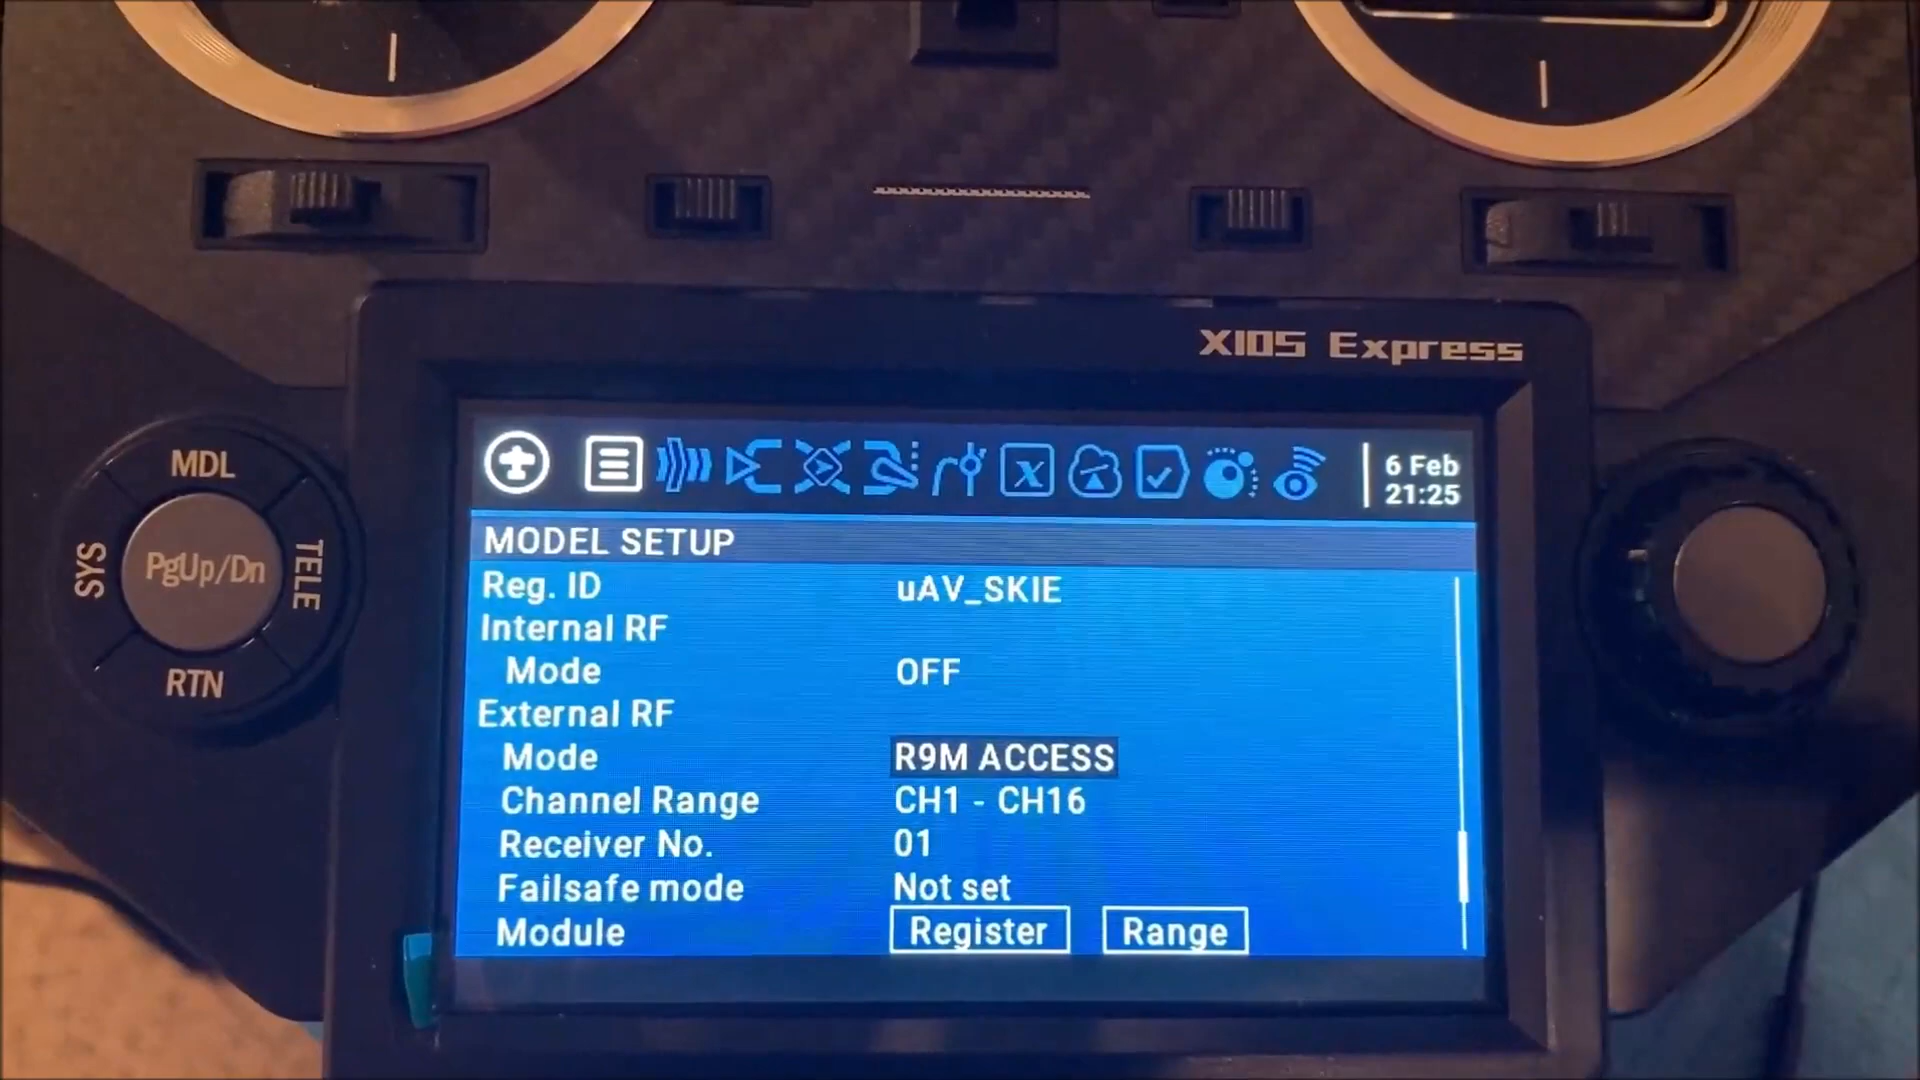 X10S Express
MDL
SYS
PgUp/Dn
TELE
RTN
6 Feb
21:25
MODEL SETUP
Reg. ID uAV_SKIE
Internal RF
Mode OFF
External RF
Mode R9M ACCESS
Channel Range CH1 - CH16
Receiver No. 01
Failsafe mode Not set
Module Register Range